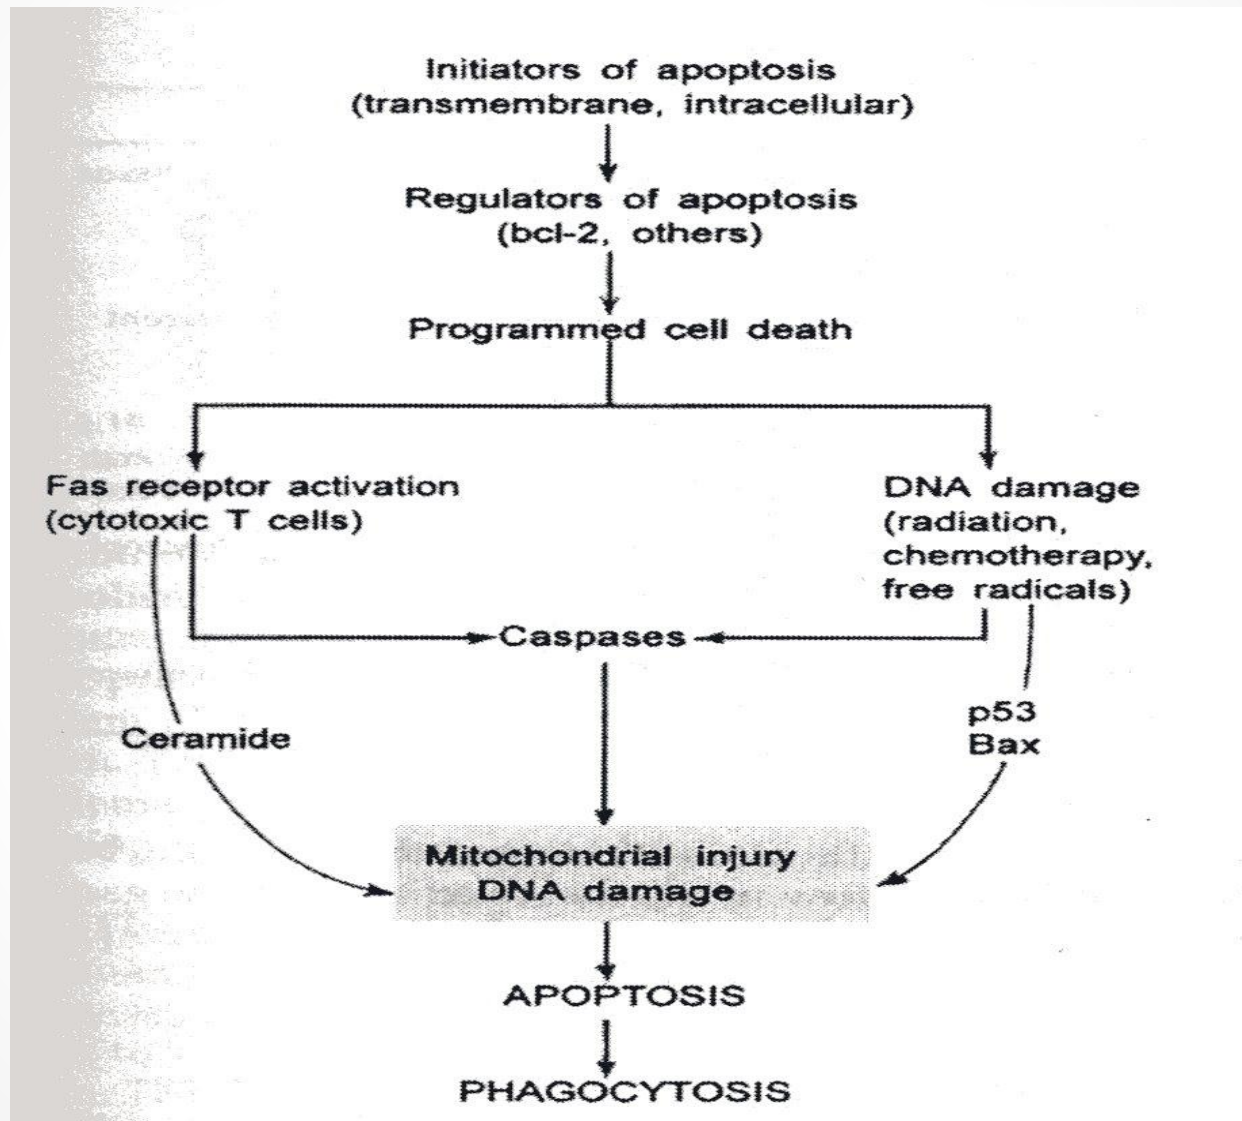 Initiators of apoptosis
(transmembrane, intracellular)
Regulators of apoptosis
(bcl-2, others)
Programmed cell death
Fas receptor activation
(cytotoxic T cells)
DNA damage
(radiation,
chemotherapy,
free radicals)
Caspases
Ceramide
p53
Bax
Mitochondrial injury
DNA damage
APOPTOSIS
PHAGOCYTOSIS